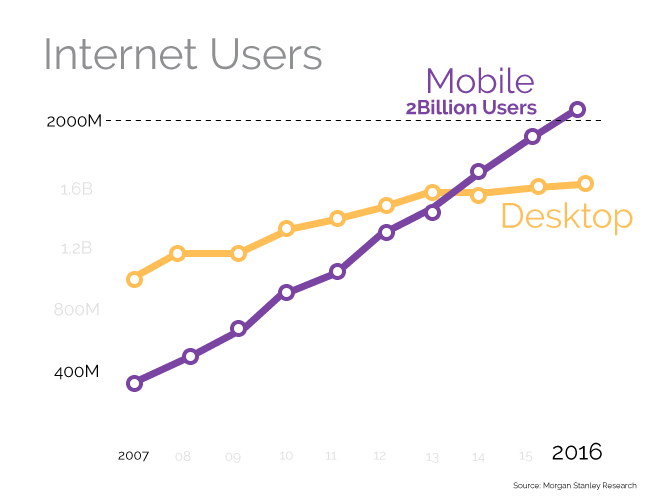 Internet Users
Mobile
2Billion Users
2000M
1.6B
Desktop
1.2B
800M
400M
2007 08 09 10 11 12 13 14 15 2016
Source: Morgan Stanley Research